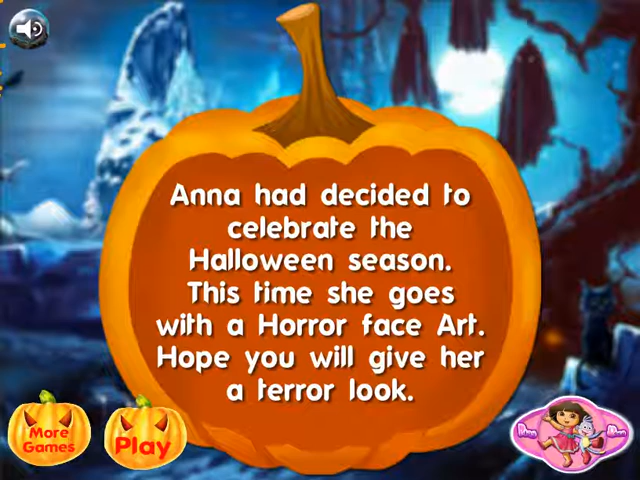 Anna had decided to
celebrate the
Halloween season.
This time she goes
with a Horror face Art.
Hope you will give her
a terror look.
More
Games
Play